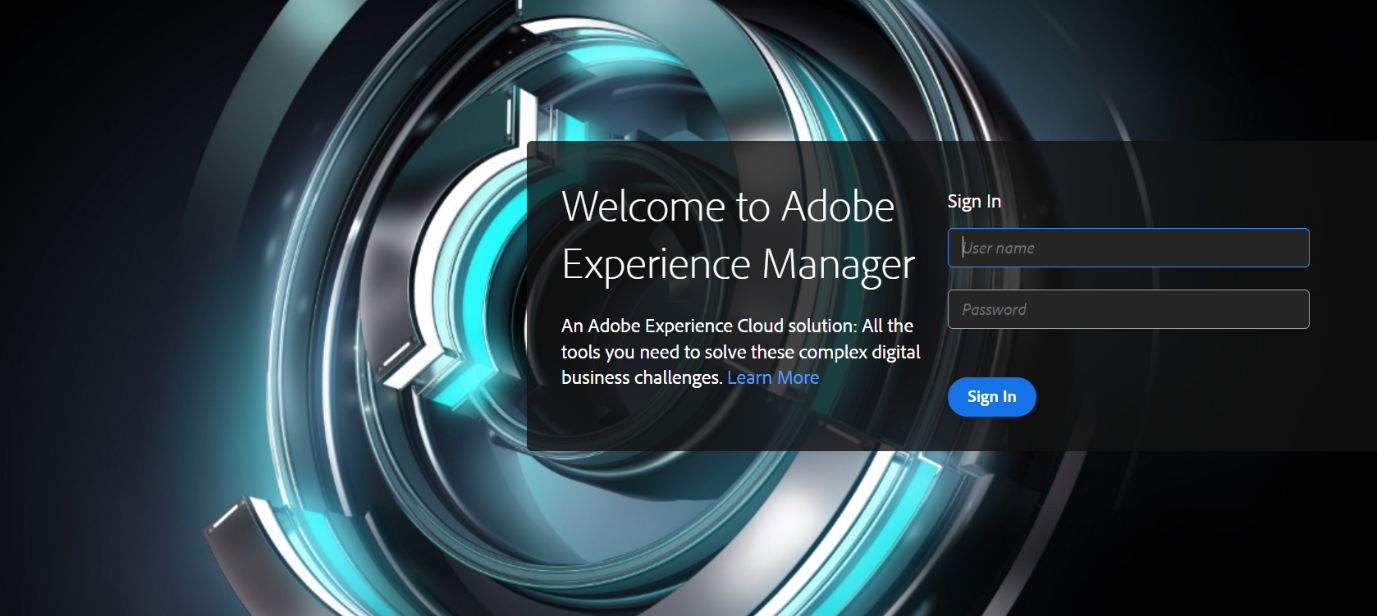 Welcome to Adobe
Experience Manager
An Adobe Experience Cloud solution: All the
tools you need to solve these complex digital
business challenges. Learn More
Sign In
User name
Password
Sign In